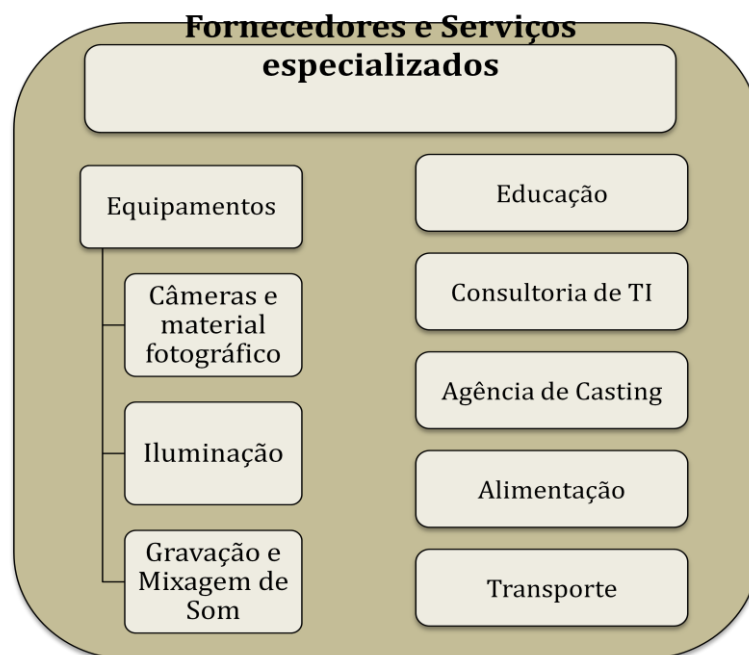 Fornecedores e Serviços
especializados
Equipamentos
Câmeras e
material
fotográfico
Iluminação
Gravação e
Mixagem de
Som
Educação
Consultoria de TI
Agência de Casting
Alimentação
Transporte